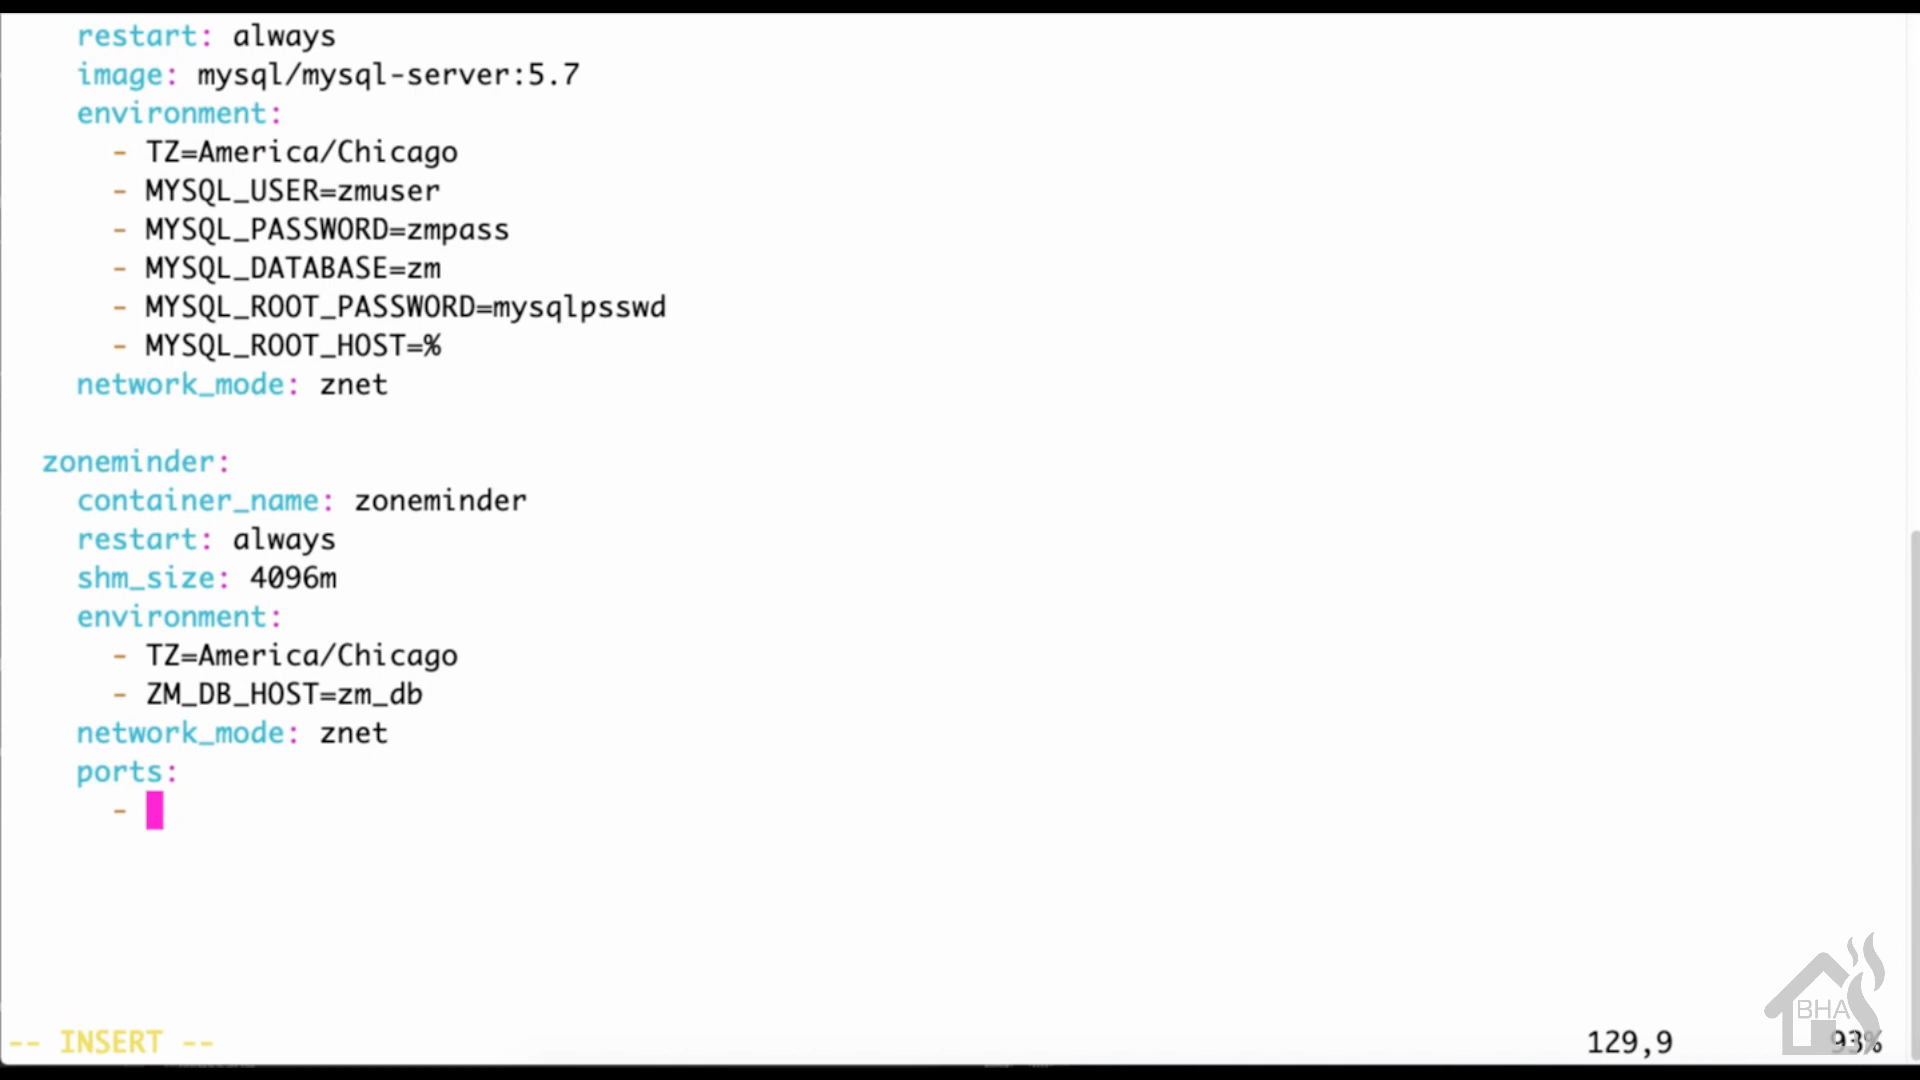 restart: always
image: mysql/mysql-server:5.7
environment:
- TZ=America/Chicago
- MYSQL_USER=zmuser
- MYSQL_PASSWORD=zmpass
- MYSQL_DATABASE=zm
- MYSQL_ROOT_PASSWORD=mysqlpsswd
- MYSQL_ROOT_HOST=%
network_mode: znet
zoneminder:
container_name: zoneminder
restart: always
shm_size: 4096m
environment:
- TZ=America/Chicago
- ZM_DB_HOST=zm_db
network_mode: znet
ports:
-
BHA
-- INSERT -- 129,9 93%